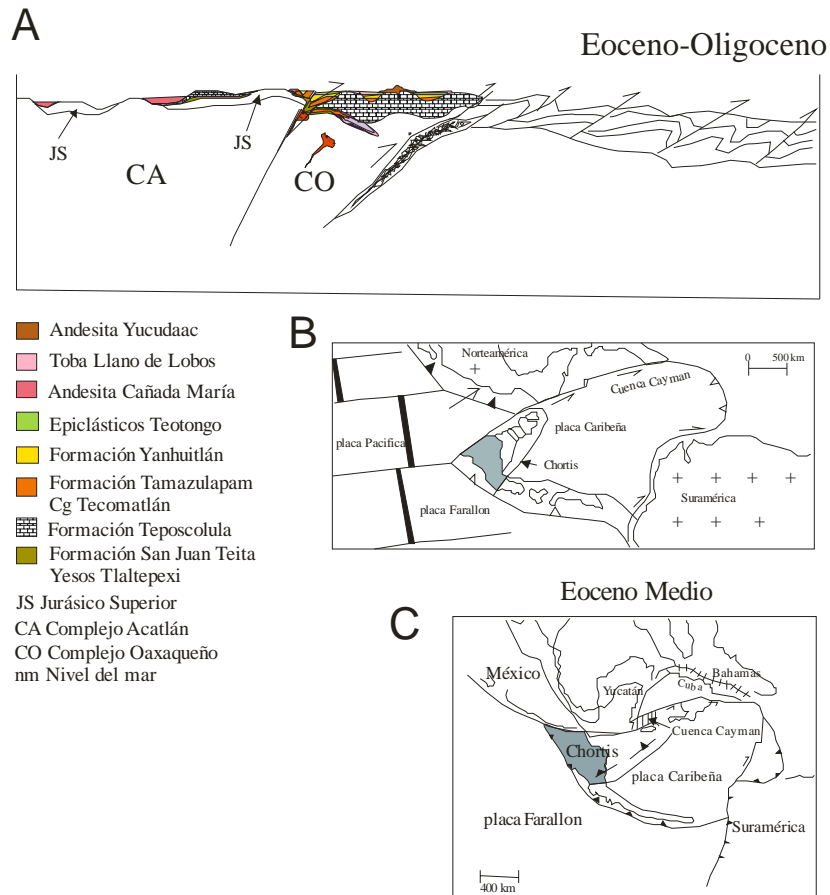 A
Eoceno-Oligoceno
JS
JS
CA
CO
Andesita Yucudaac
Toba Llano de Lobos
Andesita Cañada María
Epiclásticos Teotongo
Formación Yanhuitlán
Formación Tamazulapam
Cg Tecomatlán
Formación Teposcolula
Formación San Juan Teita
Yesos Tlaltepexi
JS Jurásico Superior
CA Complejo Acatlán
CO Complejo Oaxaqueño
nm Nivel del mar
B
Norteamérica
0 500 km
Cuenca Cayman
placa Pacifica
placa Caribeña
Chortis
placa Farallon
Suramérica
Eoceno Medio
C
México
Bahamas
Yucatán
Cuba
Cuenca Cayman
Chortis
placa Caribeña
placa Farallon
Suramérica
400 km